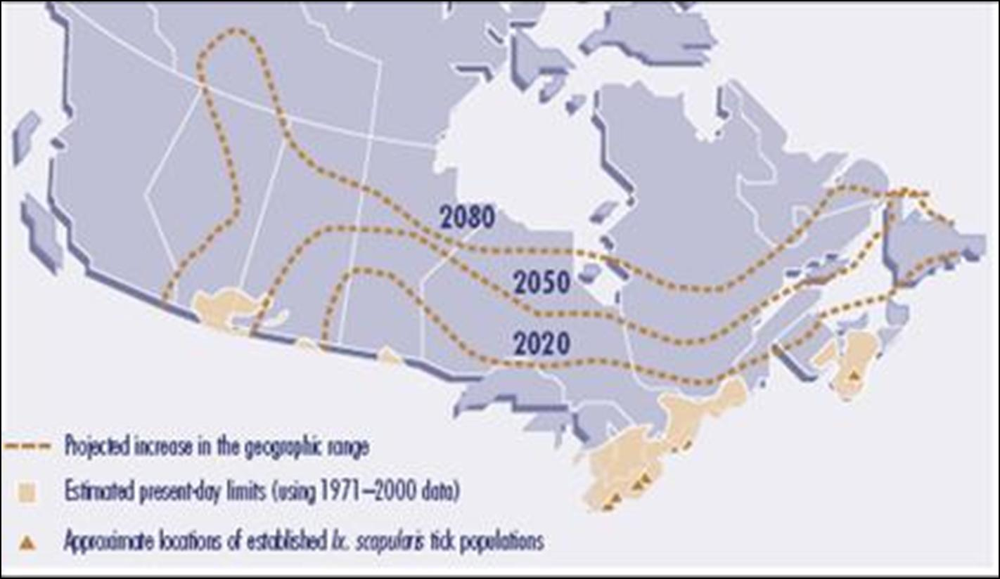 2080
2050
2020
Projected increase in the geographic range
Estimated present-day limits (using 1971–2000 data)
Approximate locations of established Ix. scapularis tick populations